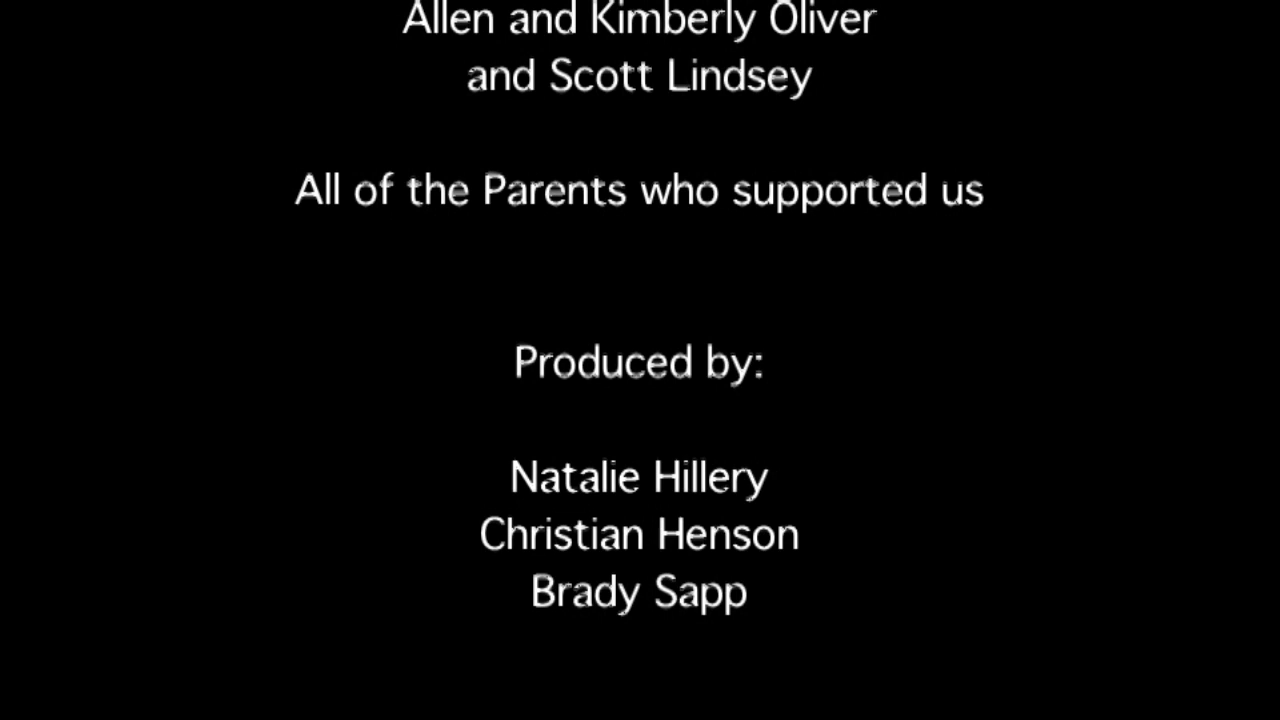 Allen and Kimberly Oliver
and Scott Lindsey
All of the Parents who supported us
Produced by:
Natalie Hillery
Christian Henson
Brady Sapp